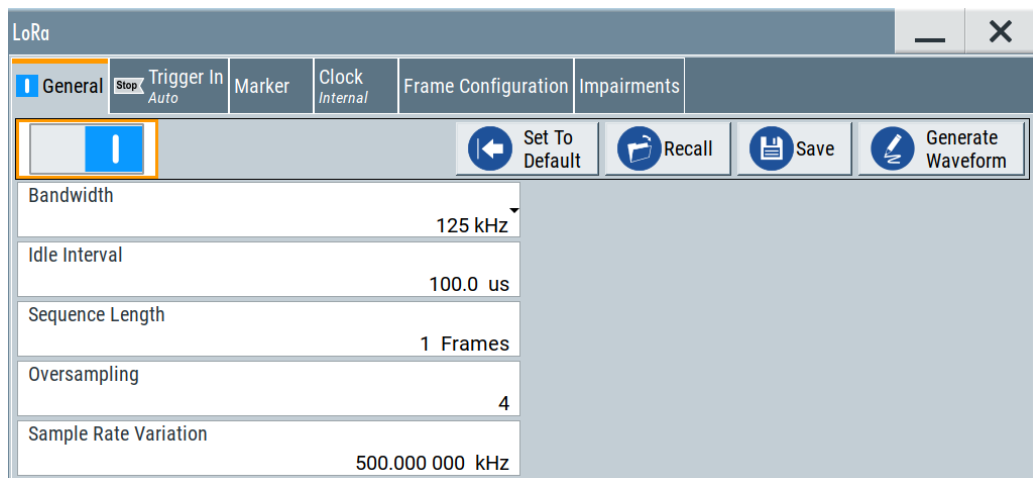 LoRa
General
Stop
Trigger In
Auto
Marker
Clock
Internal
Frame Configuration
Impairments
Set To
Default
Recall
Save
Generate
Waveform
Bandwidth
125 kHz
Idle Interval
100.0 us
Sequence Length
1 Frames
Oversampling
4
Sample Rate Variation
500.000 000 kHz